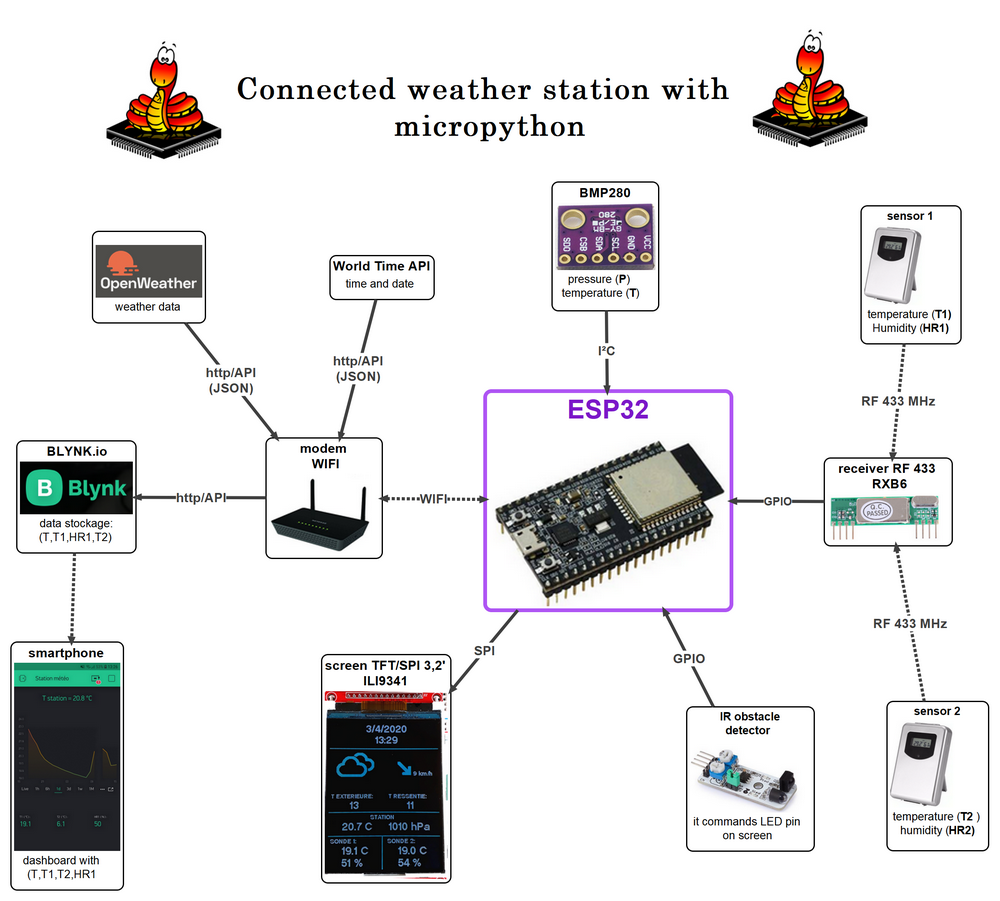 Connected weather station with
micropython
BMP280
280
GY-BM
SDO
CSB
SDA
SCL
GND
VCC
pressure (P)
temperature (T)
sensor 1
temperature (T1)
Humidity (HR1)
OpenWeather
weather data
World Time API
time and date
I²C
http/API
(JSON)
http/API
(JSON)
RF 433 MHz
ESP32
BLYNK.io
B Blynk
data stockage:
(T,T1,HR1,T2)
http/API
modem
WIFI
WIFI
GPIO
receiver RF 433
RXB6
Q.C.
PASSED
RF 433 MHz
smartphone
Station météo
T station = 20.8 °C
19.1
6.1
50
dashboard with
(T,T1,T2,HR1
SPI
screen TFT/SPI 3,2'
ILI9341
3/4/2020
13:29
9 km/h
T EXTERIEURE:
T RESSENTIE:
13
11
STATION
20.7 C
1010 hPa
SONDE 1:
SONDE 2:
19.1 C
19.0 C
51 %
54 %
GPIO
IR obstacle
detector
it commands LED pin
on screen
sensor 2
temperature (T2 )
humidity (HR2)